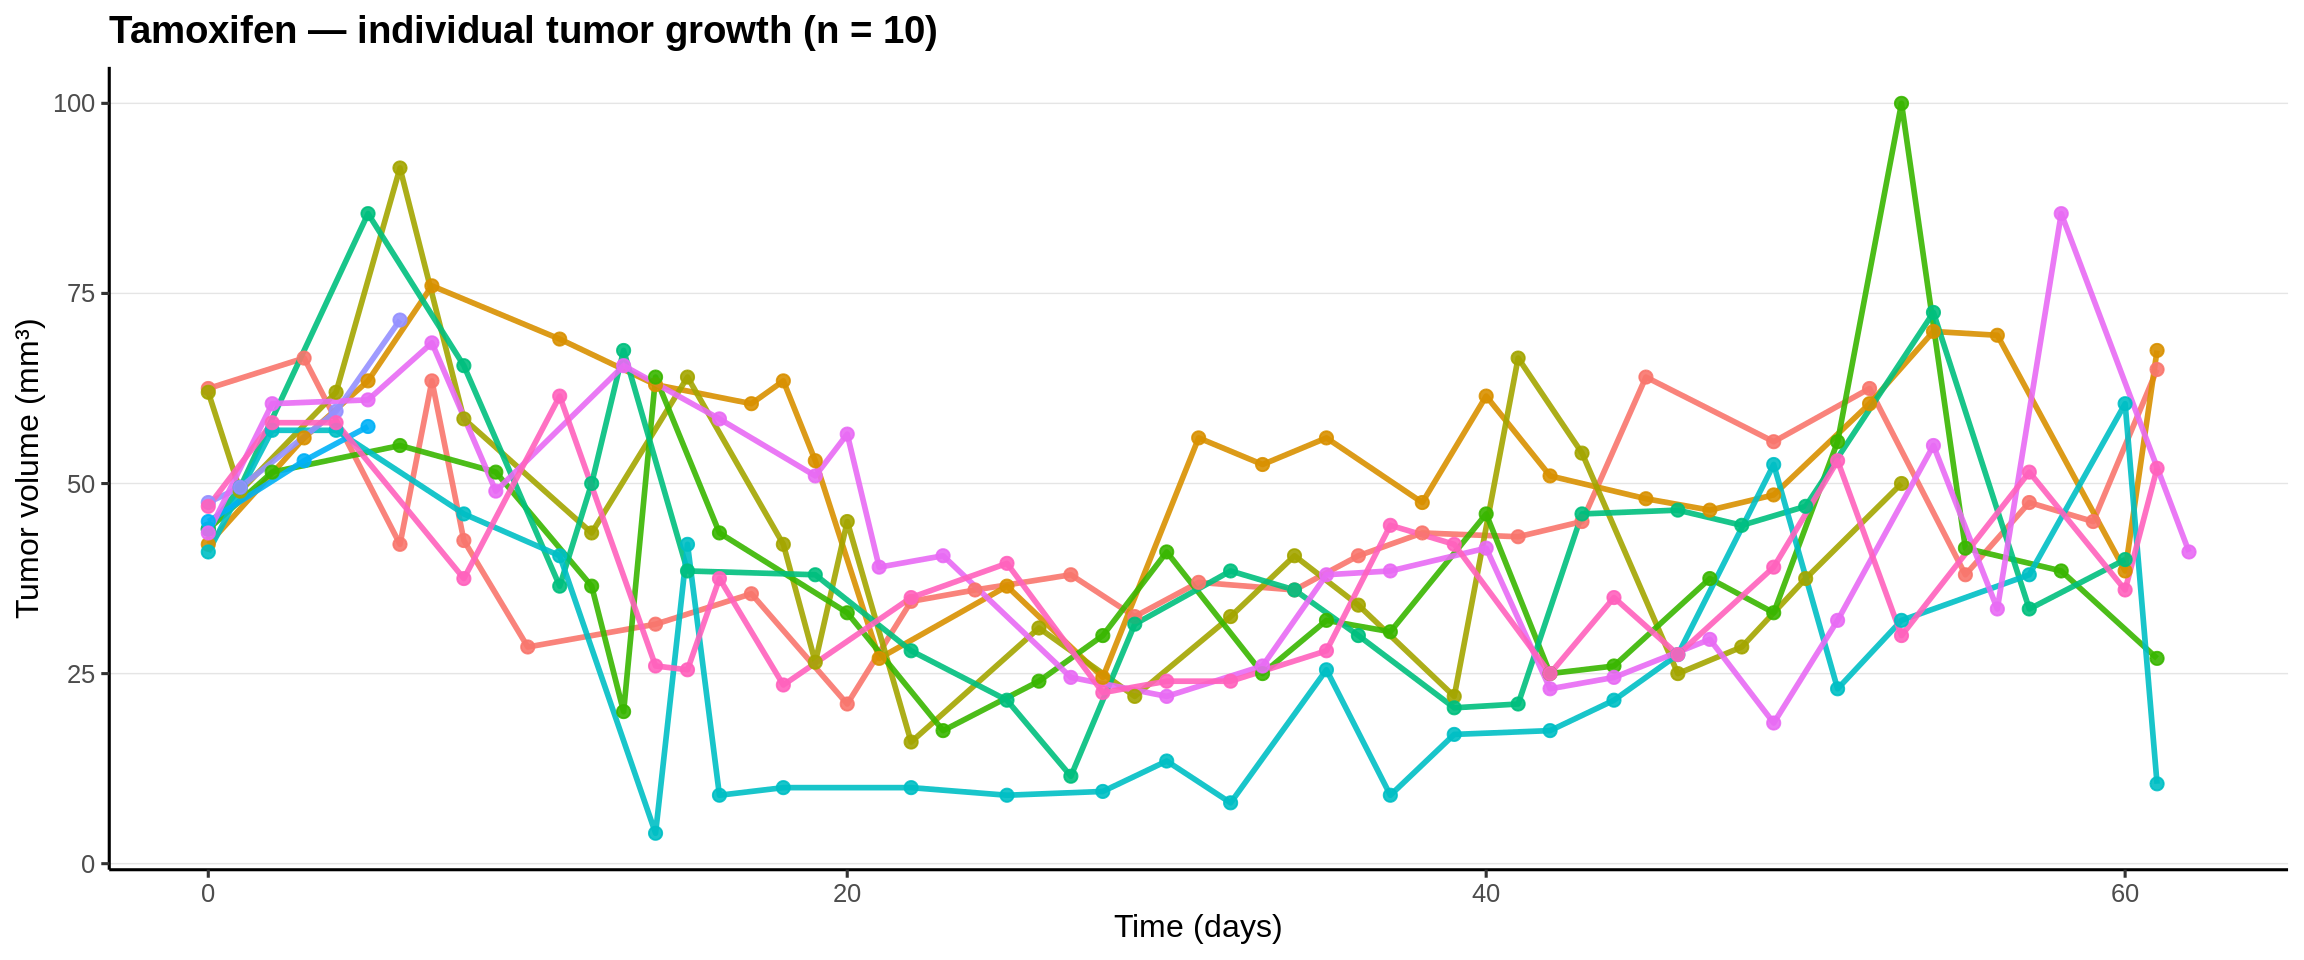 Tamoxifen — individual tumor growth (n = 10)
Tumor volume (mm³)
100
75
50
25
0
0 20 40 60
Time (days)